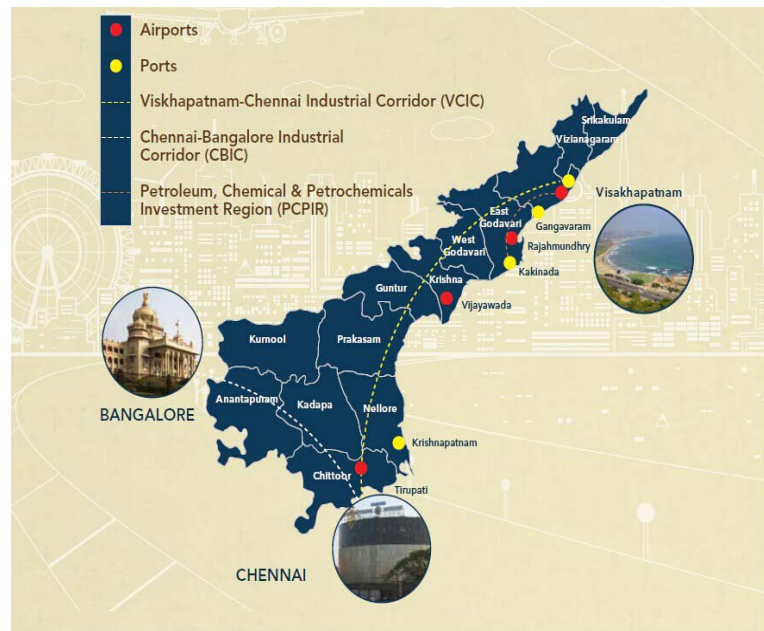 Airports
Ports
Viskhapatnam-Chennai Industrial Corridor (VCIC)
Chennai-Bangalore Industrial
Corridor (CBIC)
Petroleum, Chemical & Petrochemicals
Investment Region (PCPIR)
Srikakulam
Vizianagaram
Visakhapatnam
East
Godavari
Gangavaram
Rajahmundhry
West
Godavari
Kakinada
Krishna
Guntur
Vijayawada
Kurnool
Prakasam
BANGALORE
Anantapuram
Kadapa
Nellore
Krishnapatnam
Chittoor
Tirupati
CHENNAI